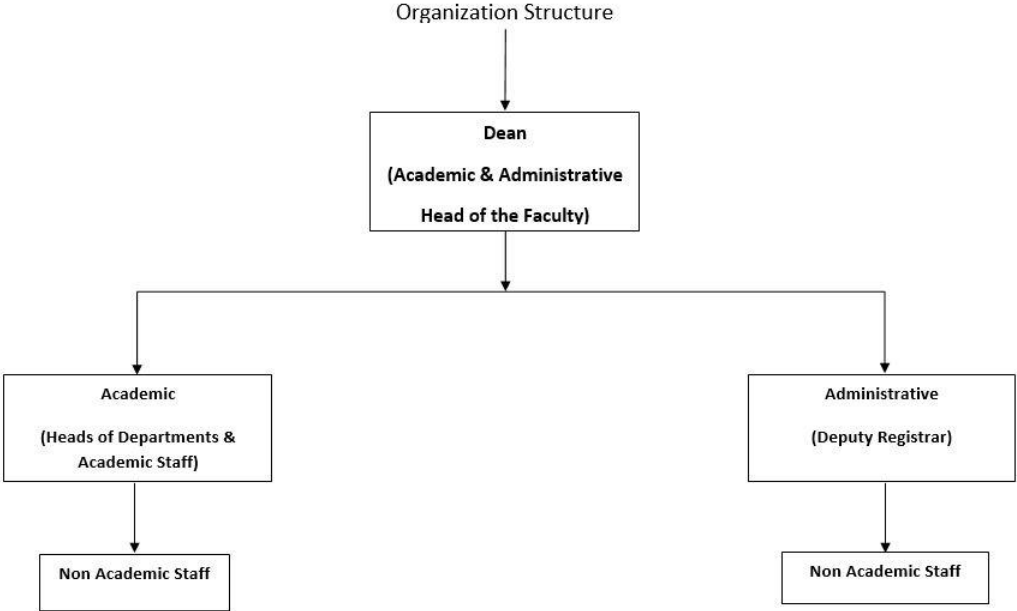 Organization Structure
Dean
(Academic & Administrative
Head of the Faculty)
Academic
(Heads of Departments &
Academic Staff)
Administrative
(Deputy Registrar)
Non Academic Staff
Non Academic Staff